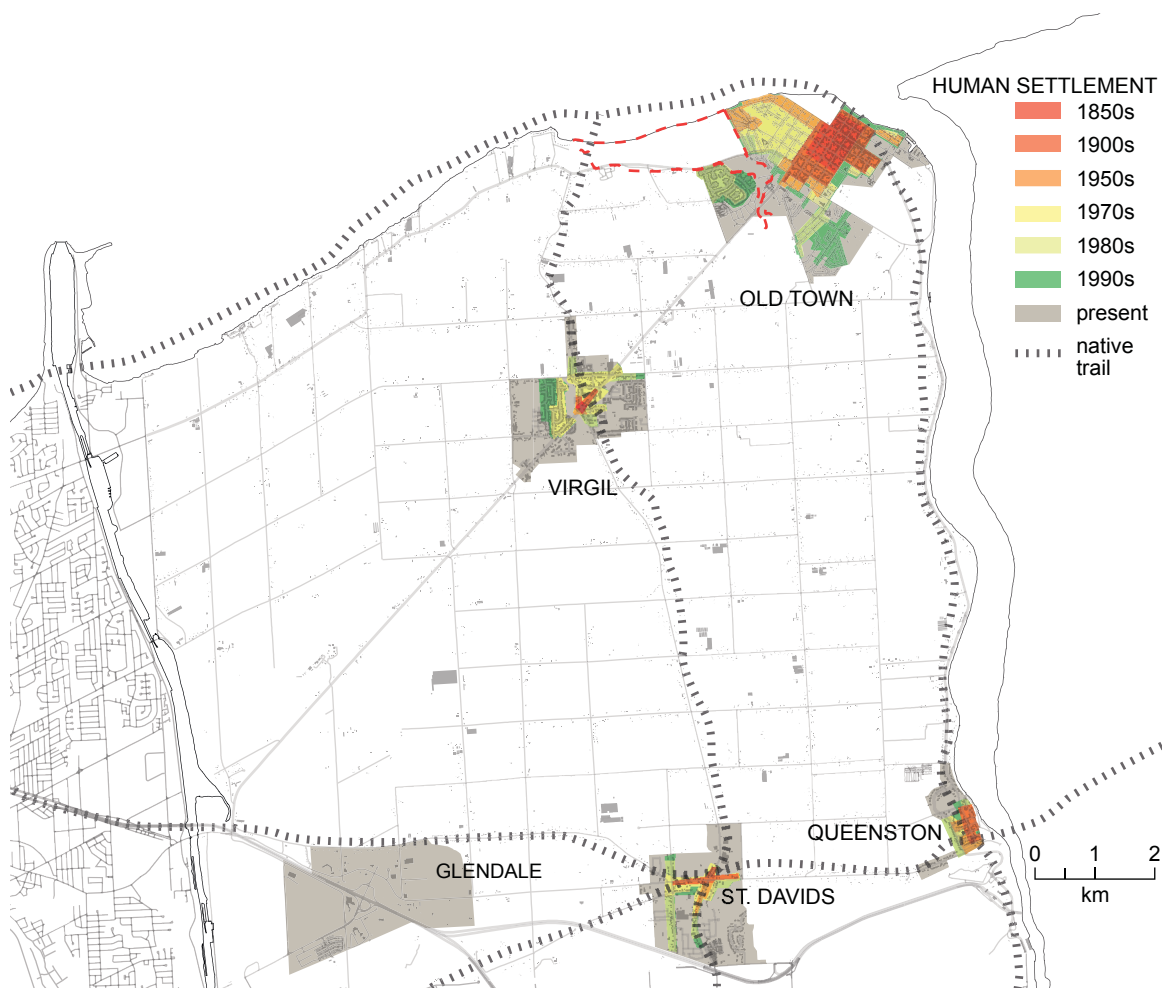 HUMAN SETTLEMENT
1850s
1900s
1950s
1970s
1980s
1990s
present
native
trail
OLD TOWN
VIRGIL
QUEENSTON
GLENDALE
ST. DAVIDS
0 1 2
km